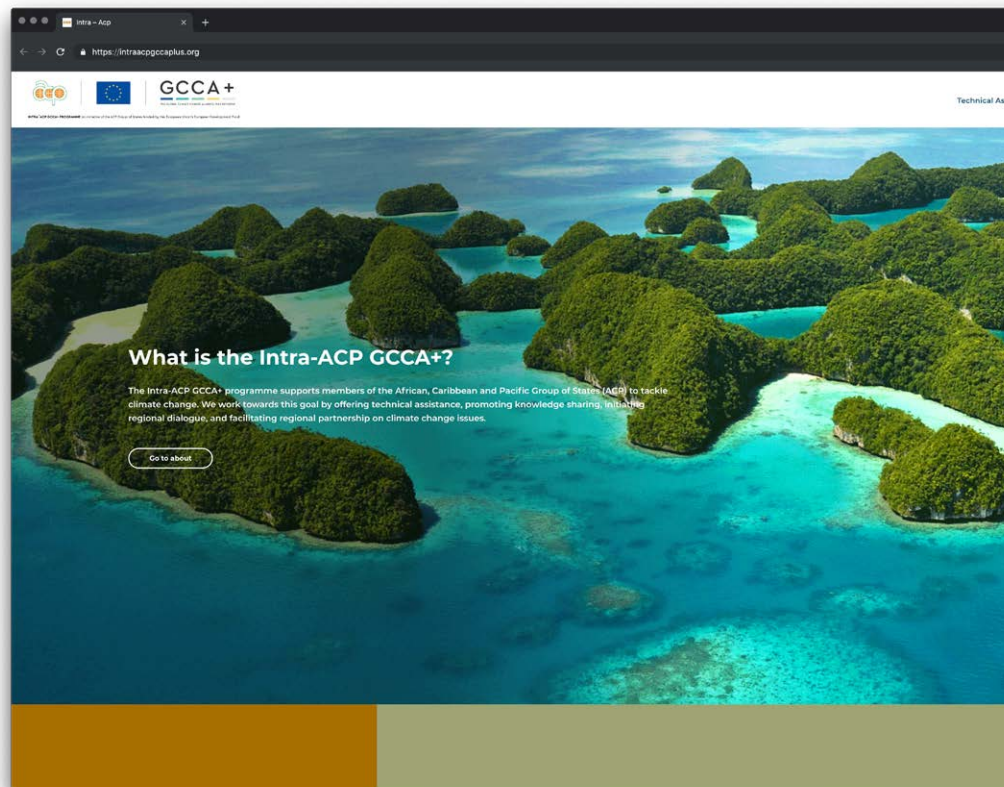 Intra – Acp
https://intraacpgccaplus.org
acp
GCCA+
Technical As
What is the Intra-ACP GCCA+?
The Intra-ACP GCCA+ programme supports members of the African, Caribbean and Pacific Group of States (ACP) to tackle
climate change. We work towards this goal by offering technical assistance, promoting knowledge sharing, initiating
regional dialogue, and facilitating regional partnership on climate change issues.
Go to about